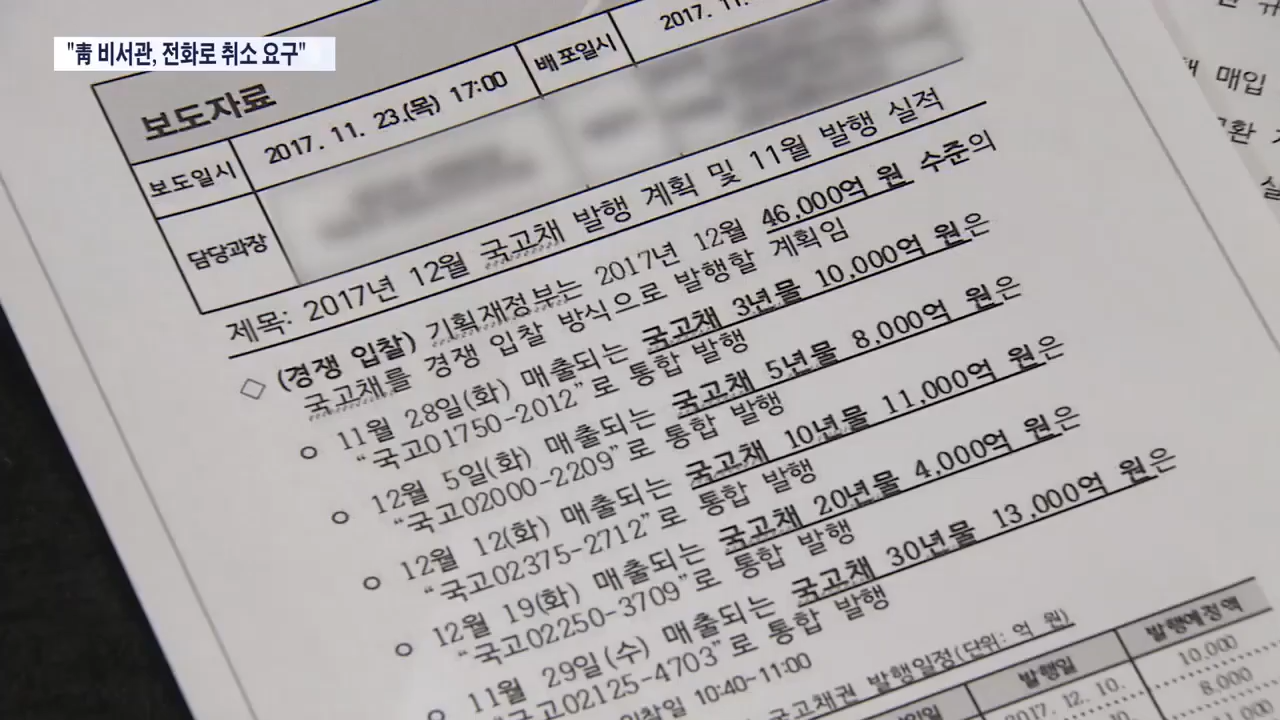 "靑 비서관, 전화로 취소 요구"
보도자료
보도일시 2017. 11. 23.(목) 17:00 배포일시 2017. 11.
담당과장
제목: 2017년 12월 국고채 발행 계획 및 11월 발행 실적
◇ (경쟁 입찰) 기획재정부는 2017년 12월 46,000억 원 수준의
국고채를 경쟁 입찰 방식으로 발행할 계획임
○ 11월 28일(화) 매출되는 국고채 3년물 10,000억 원은
“국고01750-2012”로 통합 발행
○ 12월 5일(화) 매출되는 국고채 5년물 8,000억 원은
“국고02000-2209”로 통합 발행
○ 12월 12(화) 매출되는 국고채 10년물 11,000억 원은
“국고02375-2712”로 통합 발행
○ 12월 19(화) 매출되는 국고채 20년물 4,000억 원은
“국고02250-3709”로 통합 발행
○ 11월 29일(수) 매출되는 국고채 30년물 13,000억 원은
“국고02125-4703”로 통합 발행
입찰일 10:40~11:00
국고채권 발행일정(단위: 억 원)
발행일 발행예정액
2017. 12. 10. 10,000
8,000
매입